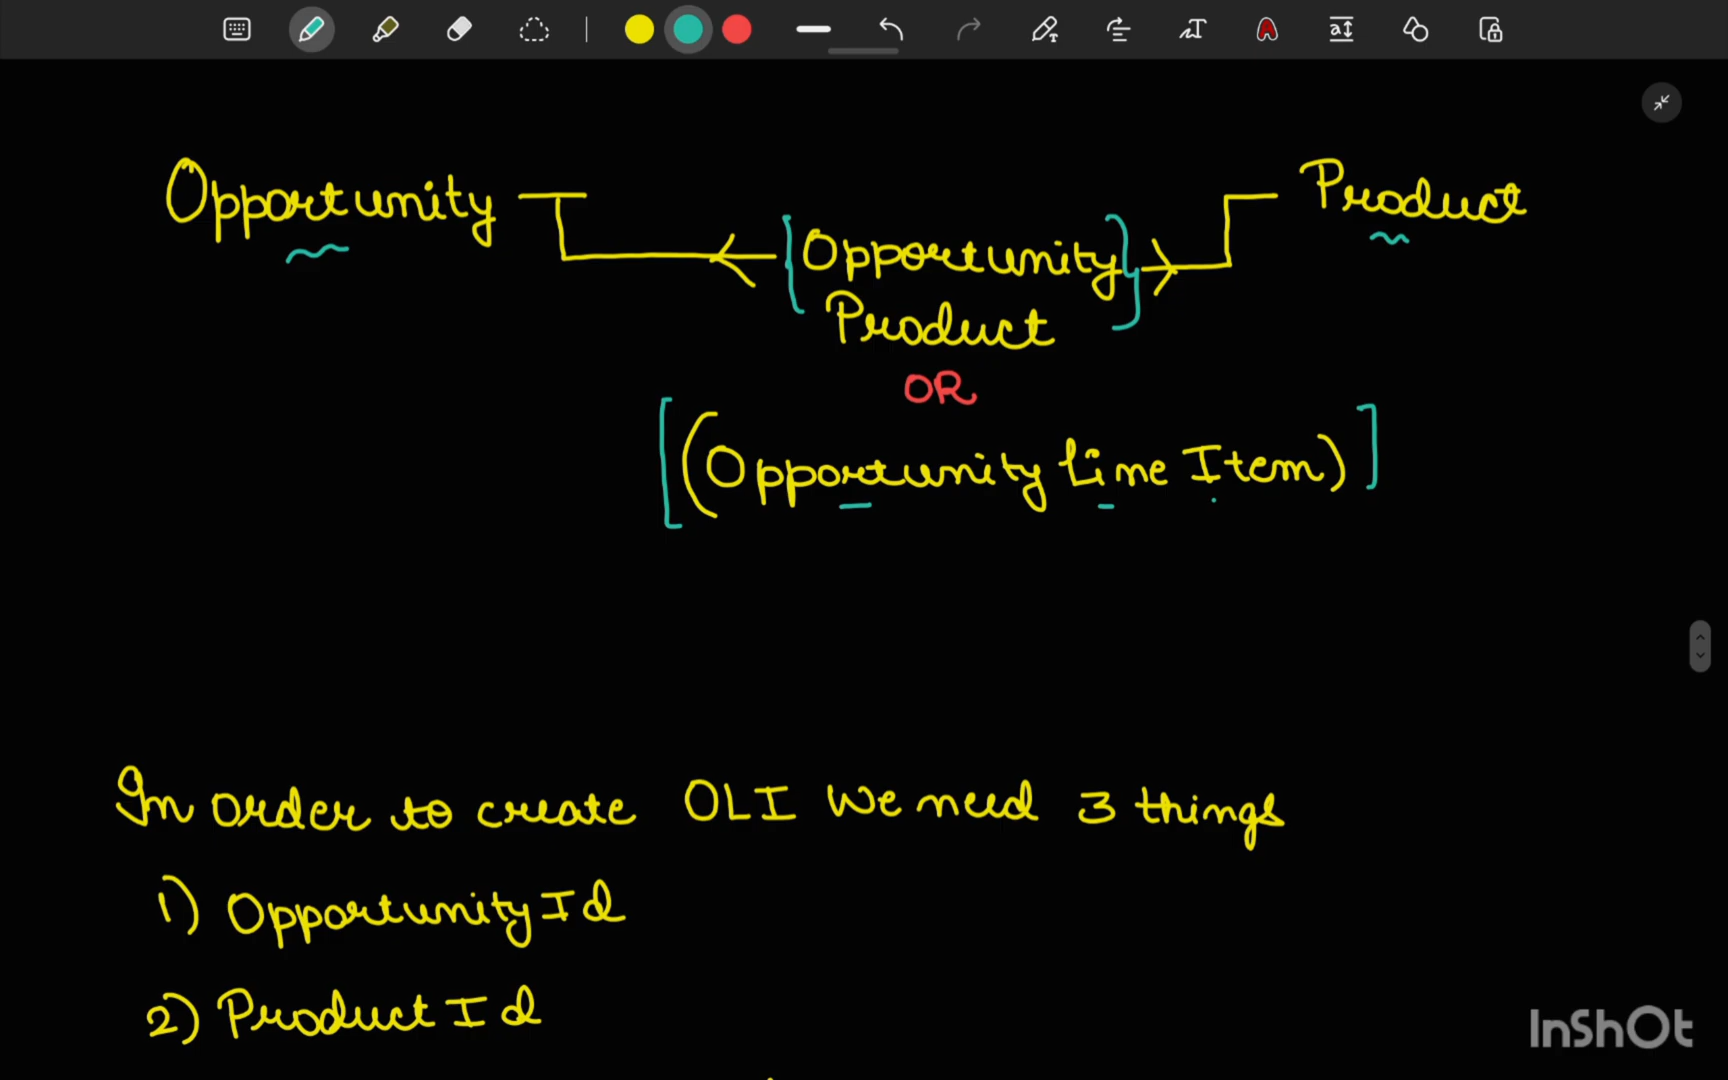 Opportunity
Product
Opportunity
Product
OR
(Opportunity Line Item)
In order to create OLI We need 3 things
1) Opportunity Id
2) Product Id
InShOt